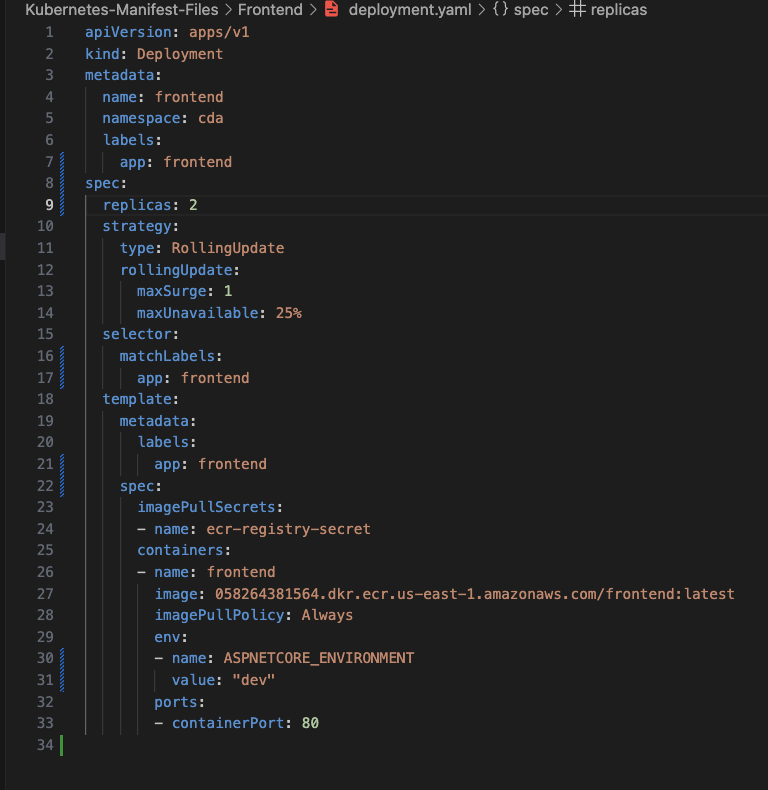 Kubernetes-Manifest-Files > Frontend > deployment.yaml > {} spec > # replicas
1 apiVersion: apps/v1
2 kind: Deployment
3 metadata:
4   name: frontend
5   namespace: cda
6   labels:
7     app: frontend
8 spec:
9   replicas: 2
10   strategy:
11     type: RollingUpdate
12     rollingUpdate:
13       maxSurge: 1
14       maxUnavailable: 25%
15   selector:
16     matchLabels:
17       app: frontend
18   template:
19     metadata:
20       labels:
21         app: frontend
22     spec:
23       imagePullSecrets:
24       - name: ecr-registry-secret
25       containers:
26       - name: frontend
27         image: 058264381564.dkr.ecr.us-east-1.amazonaws.com/frontend:latest
28         imagePullPolicy: Always
29         env:
30         - name: ASPNETCORE_ENVIRONMENT
31           value: "dev"
32         ports:
33         - containerPort: 80
34